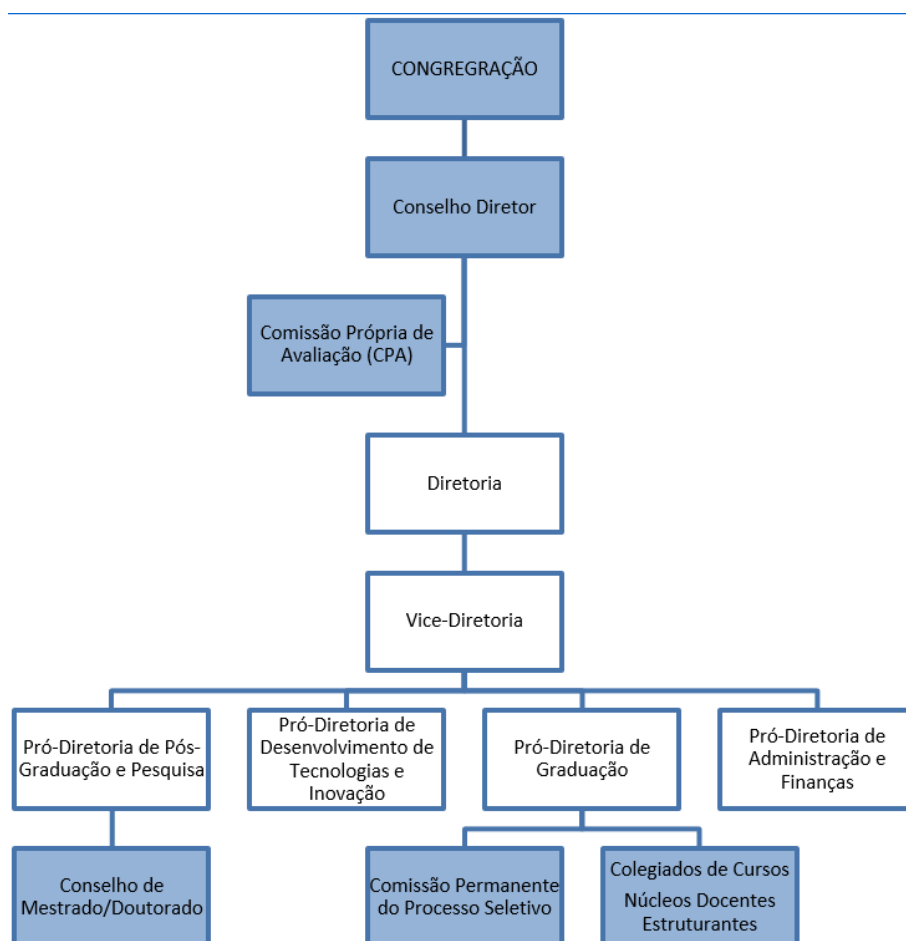 CONGREGRAÇÃO
Conselho Diretor
Comissão Própria de
Avaliação (CPA)
Diretoria
Vice-Diretoria
Pró-Diretoria de Pós-
Graduação e Pesquisa
Pró-Diretoria de
Desenvolvimento de
Tecnologias e
Inovação
Pró-Diretoria de
Graduação
Pró-Diretoria de
Administração e
Finanças
Conselho de
Mestrado/Doutorado
Comissão Permanente
do Processo Seletivo
Colegiados de Cursos
Núcleos Docentes
Estruturantes